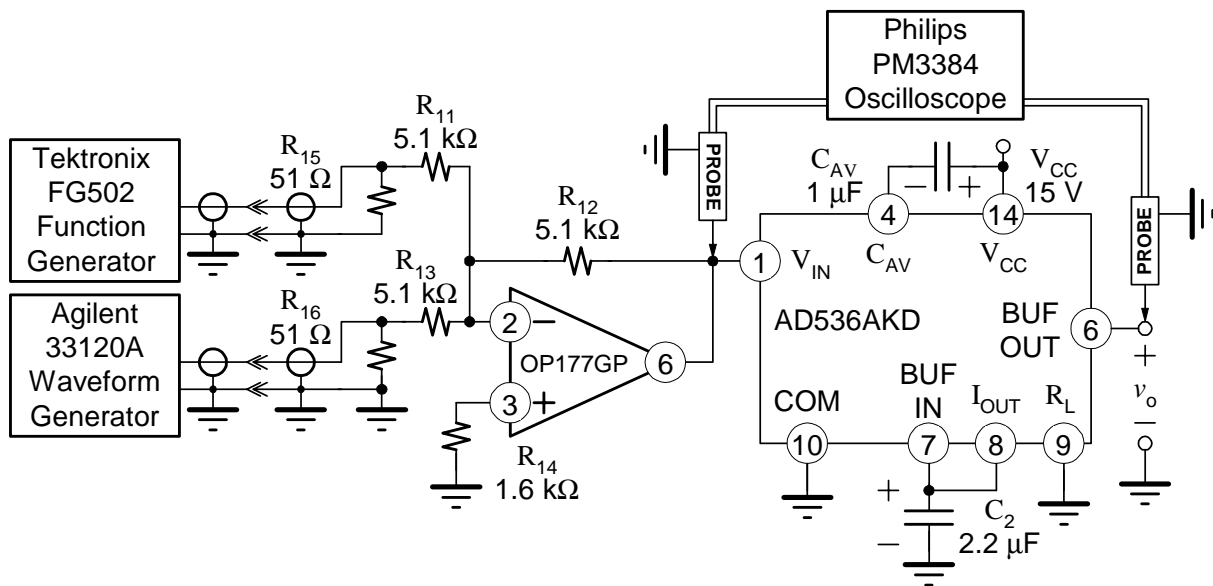 Philips
PM3384
Oscilloscope
Tektronix
FG502
Function
Generator
R15
51 Ω
R11
5.1 kΩ
R12
5.1 kΩ
PROBE
CAV
1 μF
− +
VCC
15 V
4
14
CAV
VCC
PROBE
1
VIN
AD536AKD
BUF
OUT
6
+
vo
−
Agilent
33120A
Waveform
Generator
R16
51 Ω
R13
5.1 kΩ
2
−
OP177GP
6
3
+
R14
1.6 kΩ
COM
BUF
IN
IOUT
RL
10
7
8
9
+
−
C2
2.2 μF